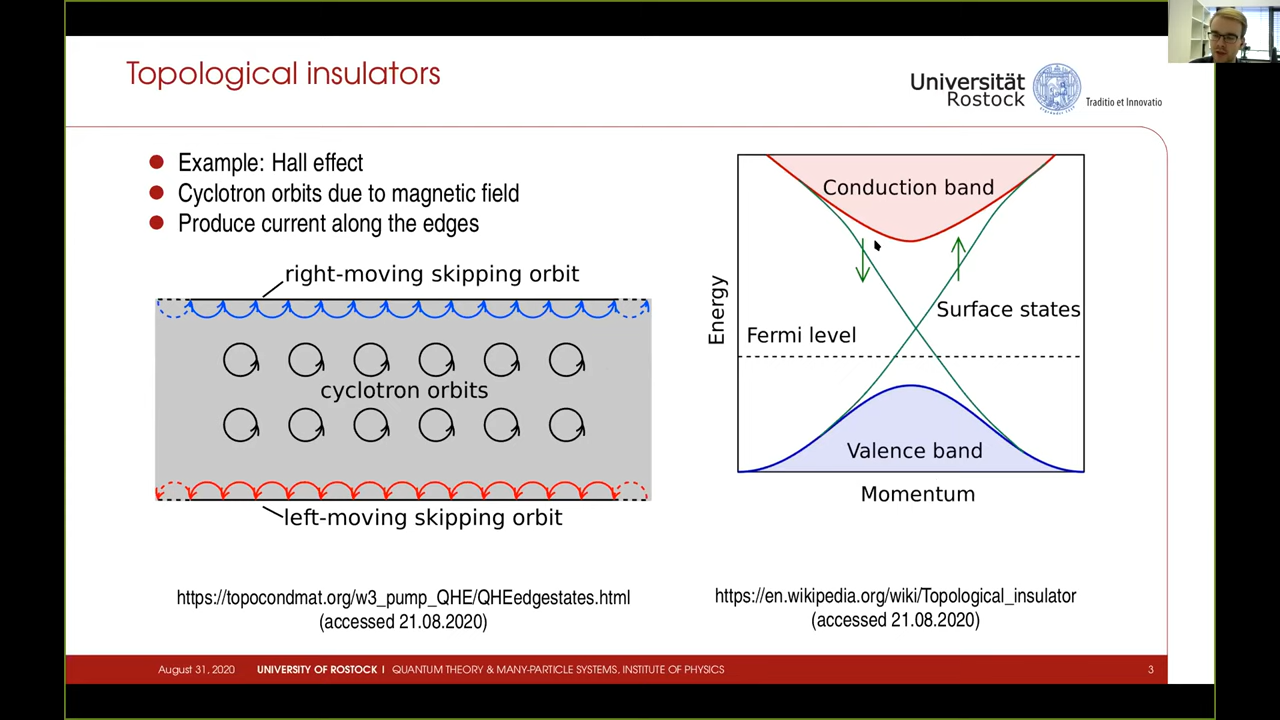 Topological insulators
Universität
Rostock
Traditio et Innovatio
Example: Hall effect
Cyclotron orbits due to magnetic field
Produce current along the edges
right-moving skipping orbit
cyclotron orbits
left-moving skipping orbit
https://topocondmat.org/w3_pump_QHE/QHEedgestates.html
(accessed 21.08.2020)
Conduction band
Energy
Surface states
Fermi level
Valence band
Momentum
https://en.wikipedia.org/wiki/Topological_insulator
(accessed 21.08.2020)
August 31, 2020 UNIVERSITY OF ROSTOCK | QUANTUM THEORY & MANY-PARTICLE SYSTEMS, INSTITUTE OF PHYSICS 3